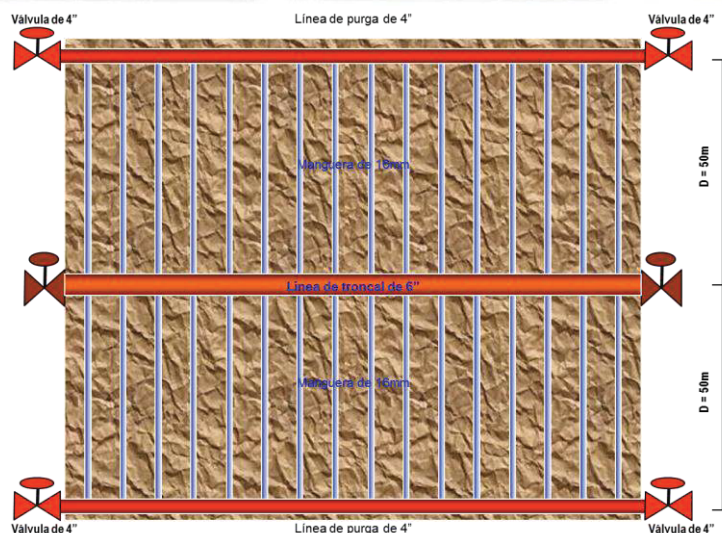 Válvula de 4”
Línea de purga de 4”
Válvula de 4”
Manguera de 16mm
D = 50m
Línea de troncal de 6”
Manguera de 16mm
D = 50m
Válvula de 4”
Línea de purga de 4”
Válvula de 4”